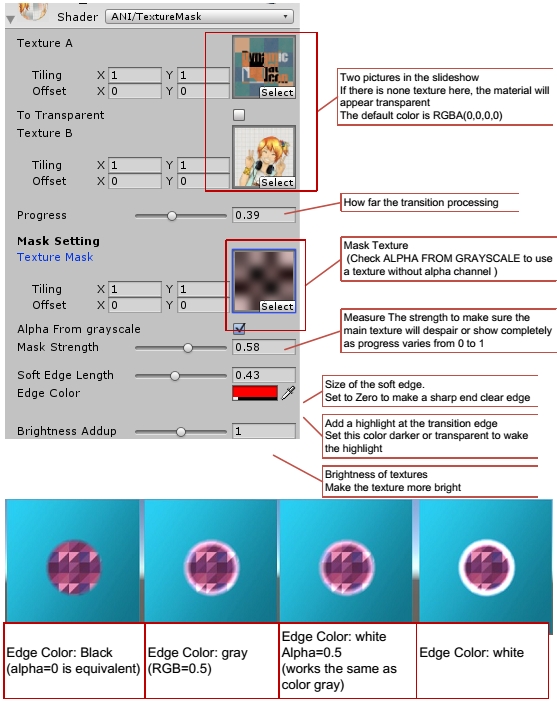 Shader ANI/TextureMask
Texture A
Tiling X 1 Y 1
Offset X 0 Y 0
Select
To Transparent
Texture B
Tiling X 1 Y 1
Offset X 0 Y 0
Select
Progress 0.39
Mask Setting
Texture Mask
Tiling X 1 Y 1
Offset X 0 Y 0
Select
Alpha From grayscale
Mask Strength 0.58
Soft Edge Length 0.43
Edge Color
Brightness Addup 1
Two pictures in the slideshow
If there is none texture here, the material will
appear transparent
The default color is RGBA(0,0,0,0)
How far the transition processing
Mask Texture
(Check ALPHA FROM GRAYSCALE to use
a texture without alpha channel )
Measure The strength to make sure the
main texture will despair or show completely
as progress varies from 0 to 1
Size of the soft edge.
Set to Zero to make a sharp end clear edge
Add a highlight at the transition edge
Set this color darker or transparent to wake
the highlight
Brightness of textures
Make the texture more bright
Edge Color: Black
(alpha=0 is equivalent)
Edge Color: gray
(RGB=0.5)
Edge Color: white
Alpha=0.5
(works the same as
color gray)
Edge Color: white